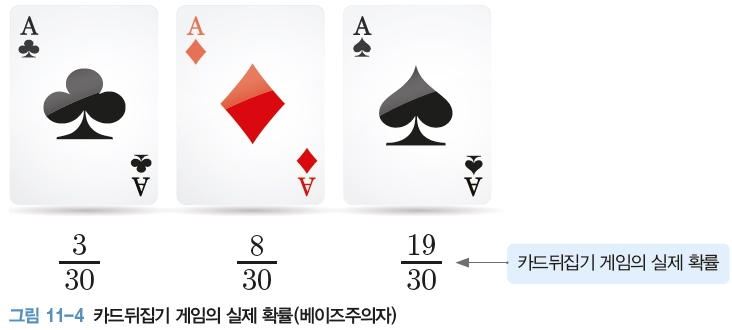 A A A
A A A
3/30 8/30 19/30 카드뒤집기 게임의 실제 확률
그림 11-4 카드뒤집기 게임의 실제 확률(베이즈주의자)